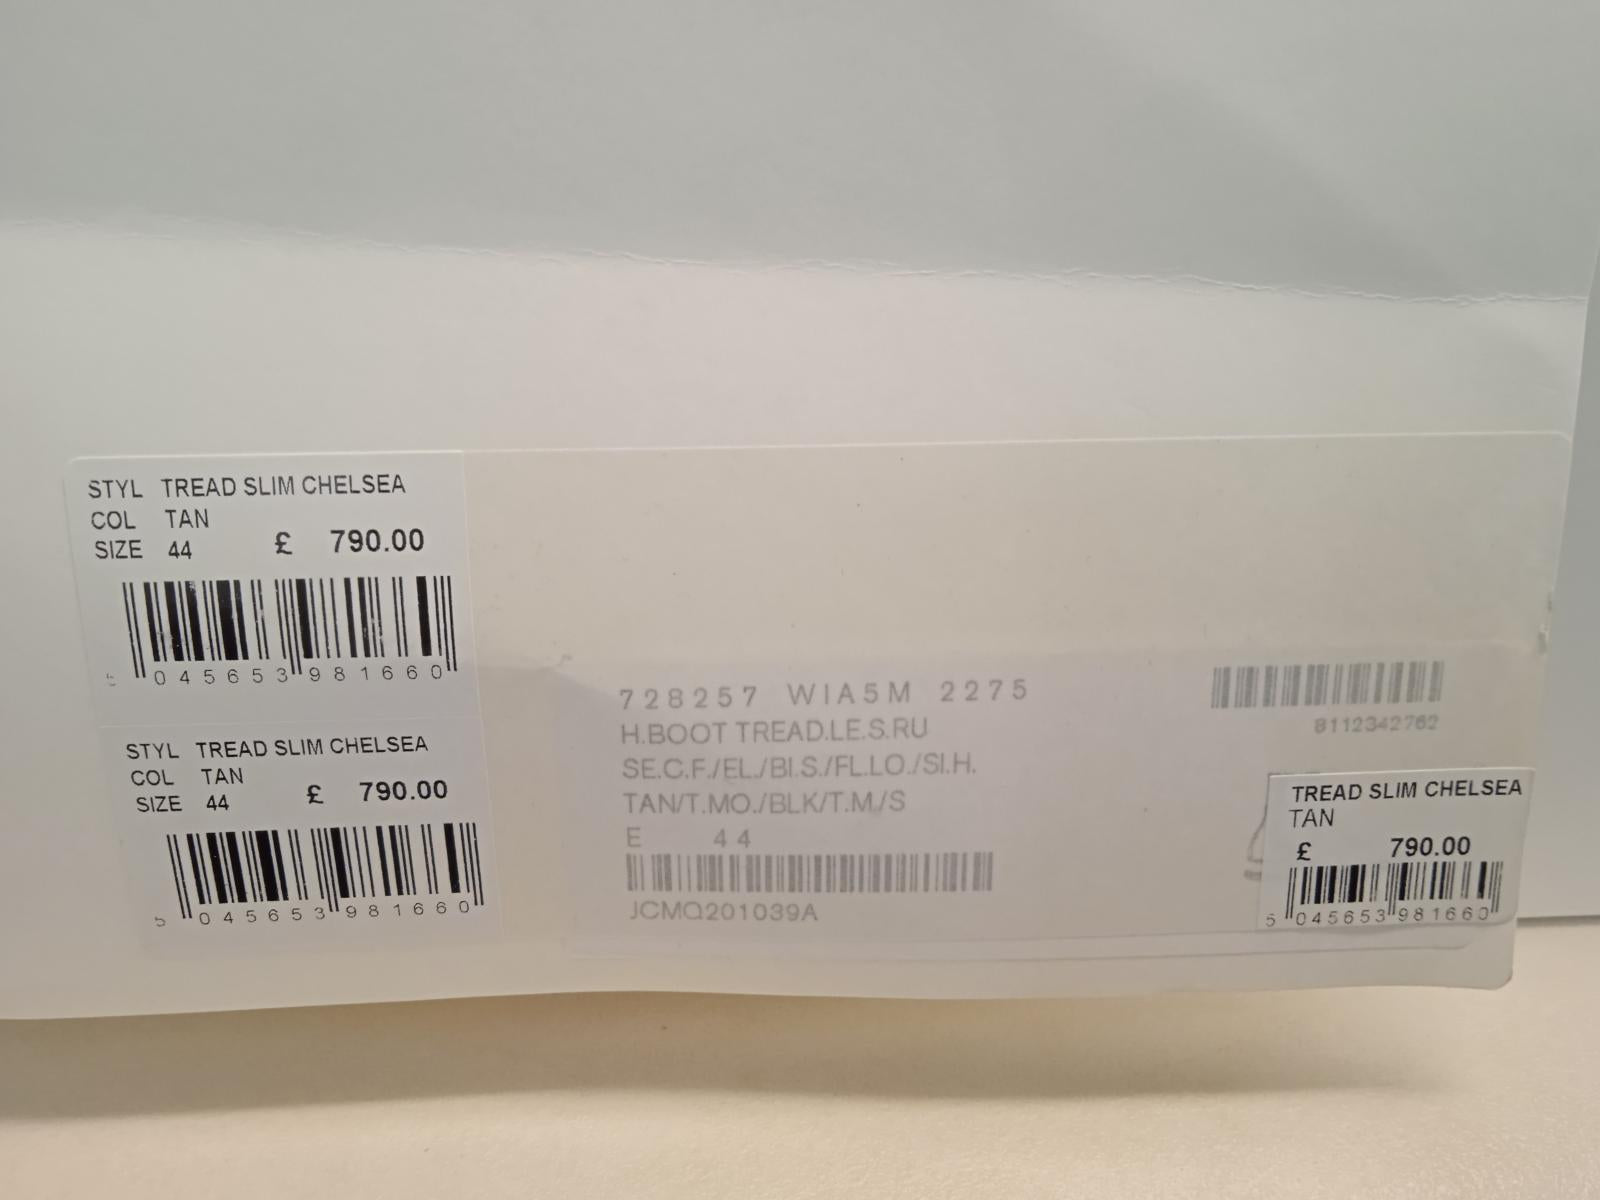 STYL TREAD SLIM CHELSEA
COL TAN
SIZE 44 £ 790.00
5 045653 981660
STYL TREAD SLIM CHELSEA
COL TAN
SIZE 44 £ 790.00
5 045653 981660
728257 WIA5M 2275
H.BOOT TREAD.LE.S.RU
SE.C.F./EL./BI.S./FL.LO./SI.H.
TAN/T.MO./BLK/T.M./S
E 44
JCMQ201039A
8112342762
TREAD SLIM CHELSEA
TAN
£ 790.00
5 045653 981660